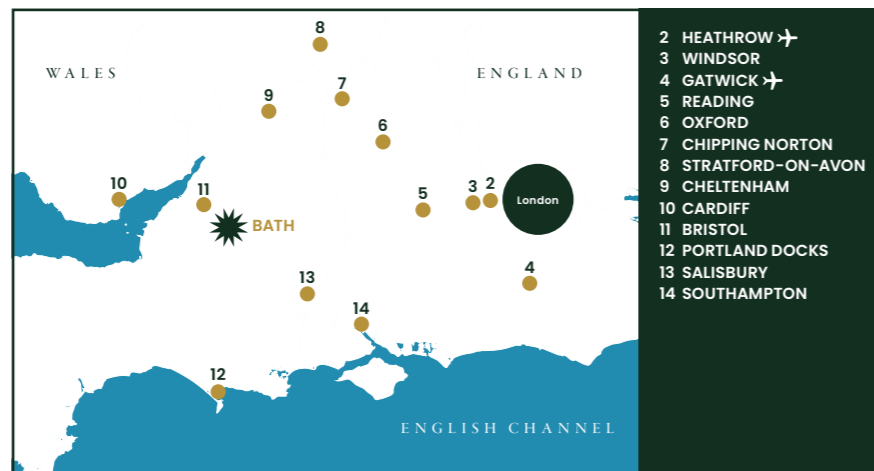 8
WALES
ENGLAND
7
9
6
10
11
5
3
2
London
BATH
13
4
14
12
ENGLISH CHANNEL
2 HEATHROW
3 WINDSOR
4 GATWICK
5 READING
6 OXFORD
7 CHIPPING NORTON
8 STRATFORD-ON-AVON
9 CHELTENHAM
10 CARDIFF
11 BRISTOL
12 PORTLAND DOCKS
13 SALISBURY
14 SOUTHAMPTON